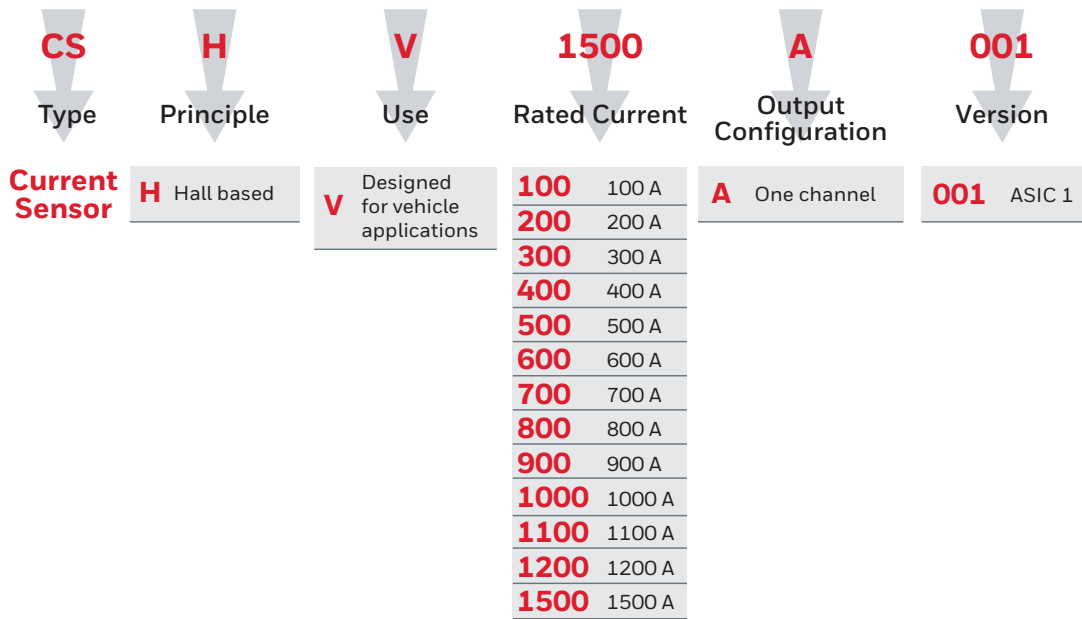 CS H V 1500 A 001
Type Principle Use Rated Current Output Configuration Version
Current Sensor
H Hall based
V Designed for vehicle applications
100 100 A
200 200 A
300 300 A
400 400 A
500 500 A
600 600 A
700 700 A
800 800 A
900 900 A
1000 1000 A
1100 1100 A
1200 1200 A
1500 1500 A
A One channel
001 ASIC 1